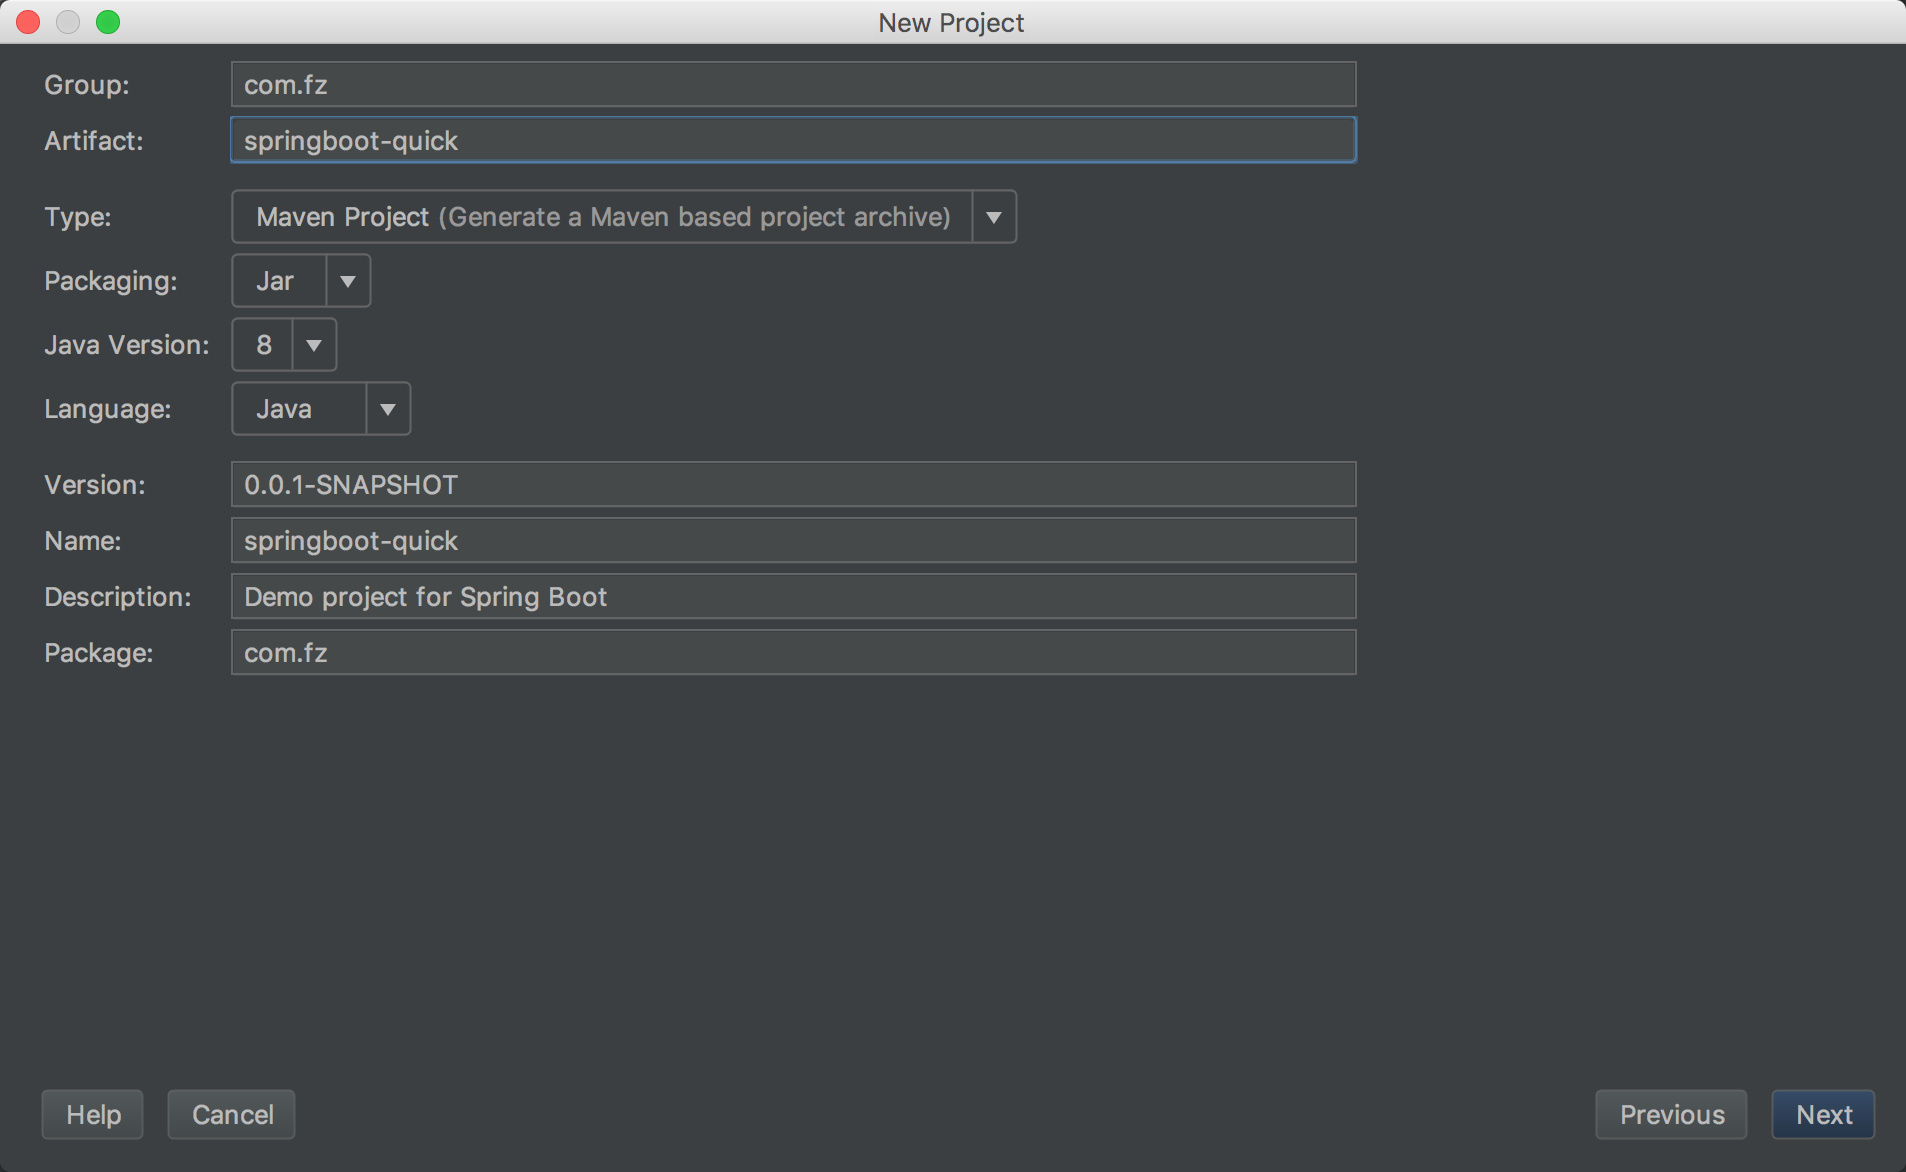 New Project
Group: com.fz
Artifact: springboot-quick
Type: Maven Project (Generate a Maven based project archive)
Packaging: Jar
Java Version: 8
Language: Java
Version: 0.0.1-SNAPSHOT
Name: springboot-quick
Description: Demo project for Spring Boot
Package: com.fz
Help Cancel Previous Next